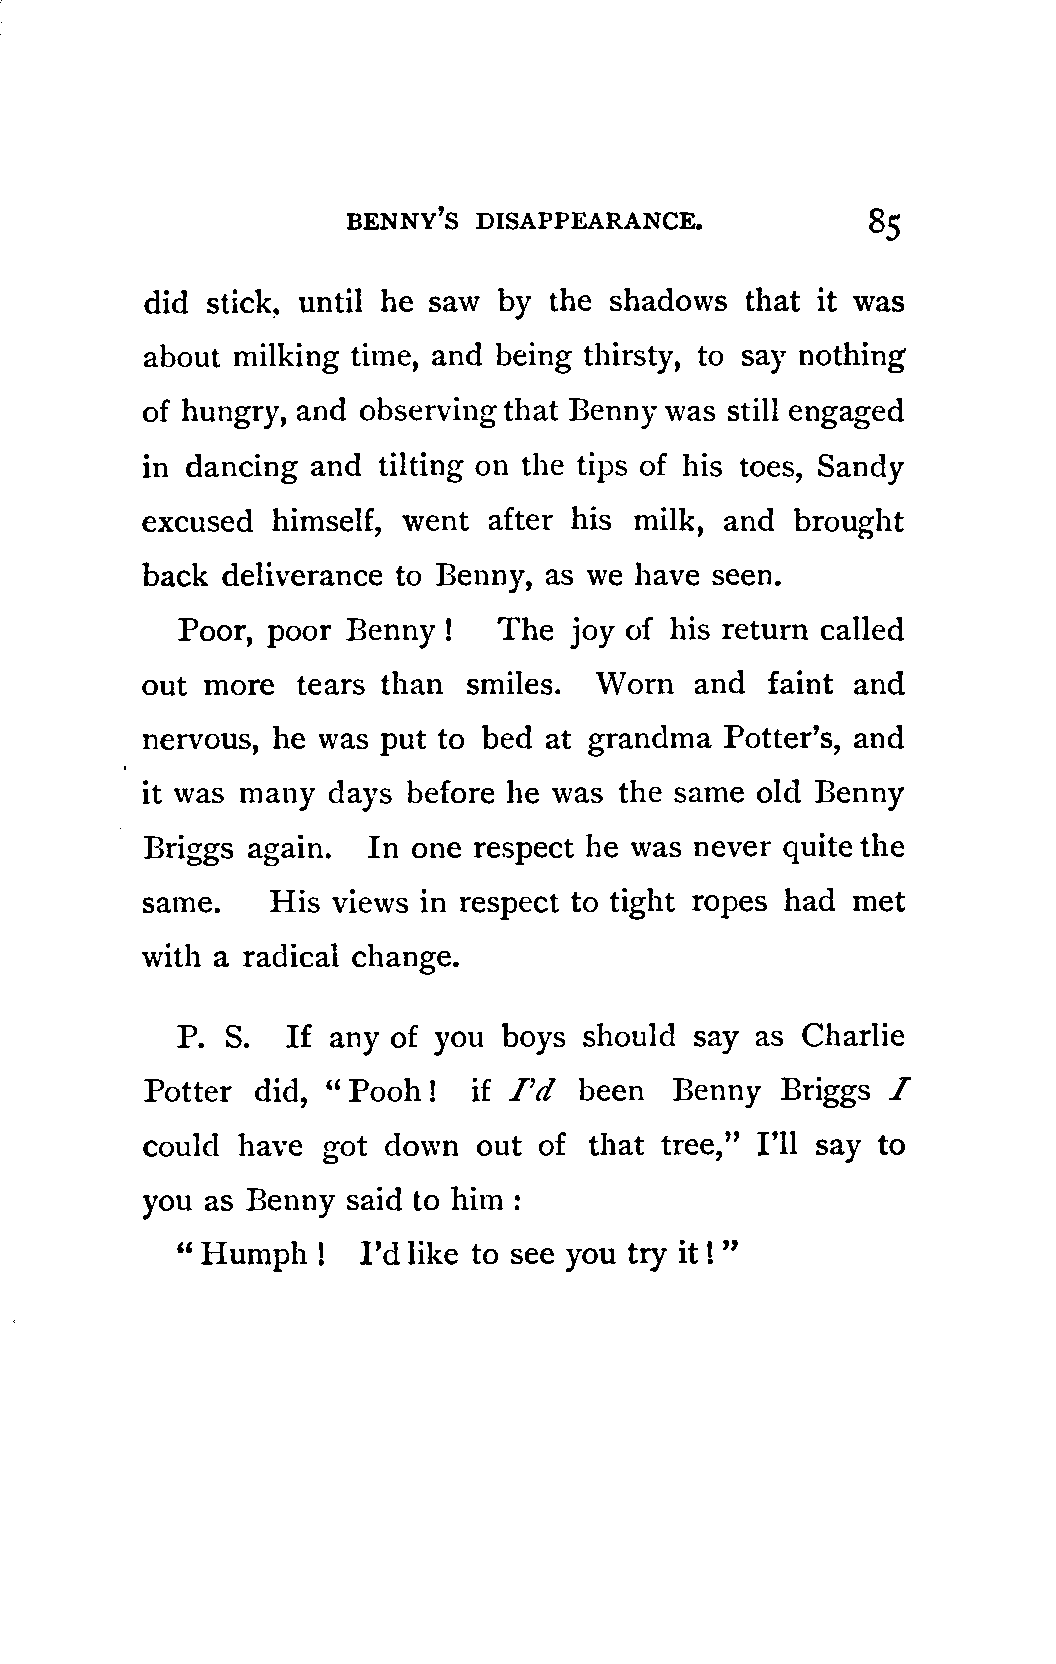 BENNY'S DISAPPEARANCE. 85
did stick, until he saw by the shadows that it was
about milking time, and being thirsty, to say nothing
of hungry, and observing that Benny was still engaged
in dancing and tilting on the tips of his toes, Sandy
excused himself, went after his milk, and brought
back deliverance to Benny, as we have seen.
Poor, poor Benny! The joy of his return called
out more tears than smiles. Worn and faint and
nervous, he was put to bed at grandma Potter's, and
it was many days before he was the same old Benny
Briggs again. In one respect he was never quite the
same. His views in respect to tight ropes had met
with a radical change.
P. S. If any of you boys should say as Charlie
Potter did, "Pooh! if I'd been Benny Briggs I
could have got down out of that tree," I'll say to
you as Benny said to him :
"Humph! I'd like to see you try it!"